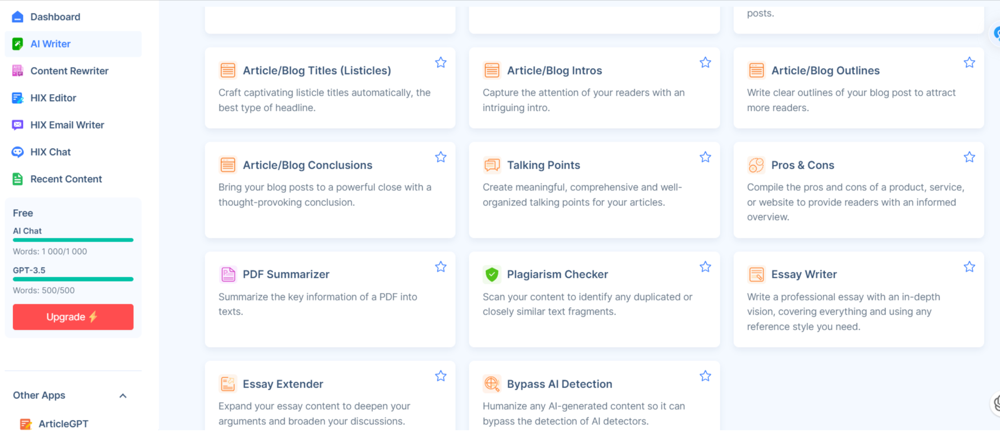 Dashboard
AI Writer
Content Rewriter
HIX Editor
HIX Email Writer
HIX Chat
Recent Content
Free
AI Chat
Words: 1 000/1 000
GPT-3.5
Words: 500/500
Upgrade
Other Apps
ArticleGPT
posts.
Article/Blog Titles (Listicles)
Craft captivating listicle titles automatically, the
best type of headline.
Article/Blog Intros
Capture the attention of your readers with an
intriguing intro.
Article/Blog Outlines
Write clear outlines of your blog post to attract
more readers.
Article/Blog Conclusions
Bring your blog posts to a powerful close with a
thought-provoking conclusion.
Talking Points
Create meaningful, comprehensive and well-
organized talking points for your articles.
Pros & Cons
Compile the pros and cons of a product, service,
or website to provide readers with an informed
overview.
PDF Summarizer
Summarize the key information of a PDF into
texts.
Plagiarism Checker
Scan your content to identify any duplicated or
closely similar text fragments.
Essay Writer
Write a professional essay with an in-depth
vision, covering everything and using any
reference style you need.
Essay Extender
Expand your essay content to deepen your
arguments and broaden your discussions.
Bypass AI Detection
Humanize any AI-generated content so it can
bypass the detection of AI detectors.